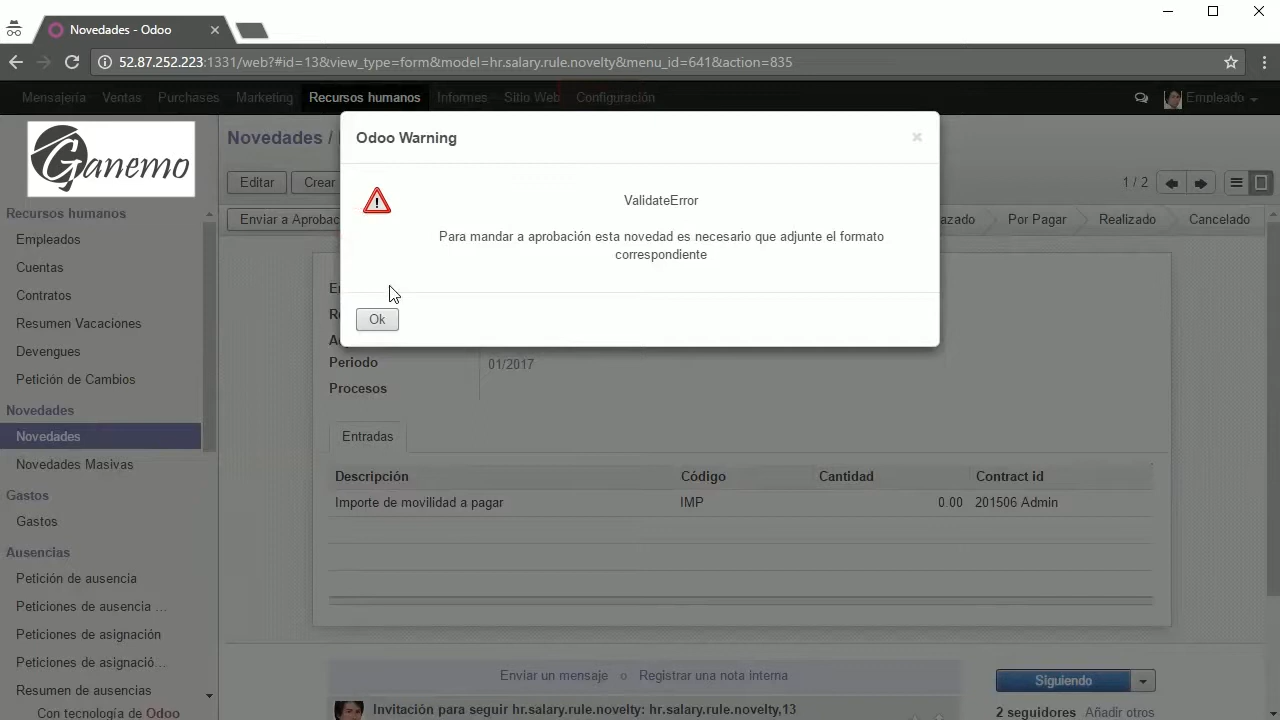 Novedades - Odoo
52.87.252.223:1331/web?#id=13&view_type=form&model=hr.salary.rule.novelty&menu_id=641&action=835
Mensajería Ventas Purchases Marketing Recursos humanos Informes Sitio Web Configuración Empleado
Ganemo
Novedades /
Odoo Warning
Editar Crear
1 / 2
ValidateError
Recursos humanos
Enviar a Aprobac
azado Por Pagar Realizado Cancelado
Para mandar a aprobación esta novedad es necesario que adjunte el formato
correspondiente
Empleados
Cuentas
Contratos
Ok
Resumen Vacaciones
Devengues
Petición de Cambios
Periodo 01/2017
Procesos
Novedades
Novedades
Novedades Masivas
Gastos
Gastos
Ausencias
Petición de ausencia
Peticiones de ausencia ...
Peticiones de asignación
Peticiones de asignació...
Resumen de ausencias
Con tecnología de Odoo
Entradas
Descripción Código Cantidad Contract id
Importe de movilidad a pagar IMP 0.00 201506 Admin
Enviar un mensaje o Registrar una nota interna
Siguiendo
Invitación para seguir hr.salary.rule.novelty: hr.salary.rule.novelty,13
2 seguidores Añadir otros